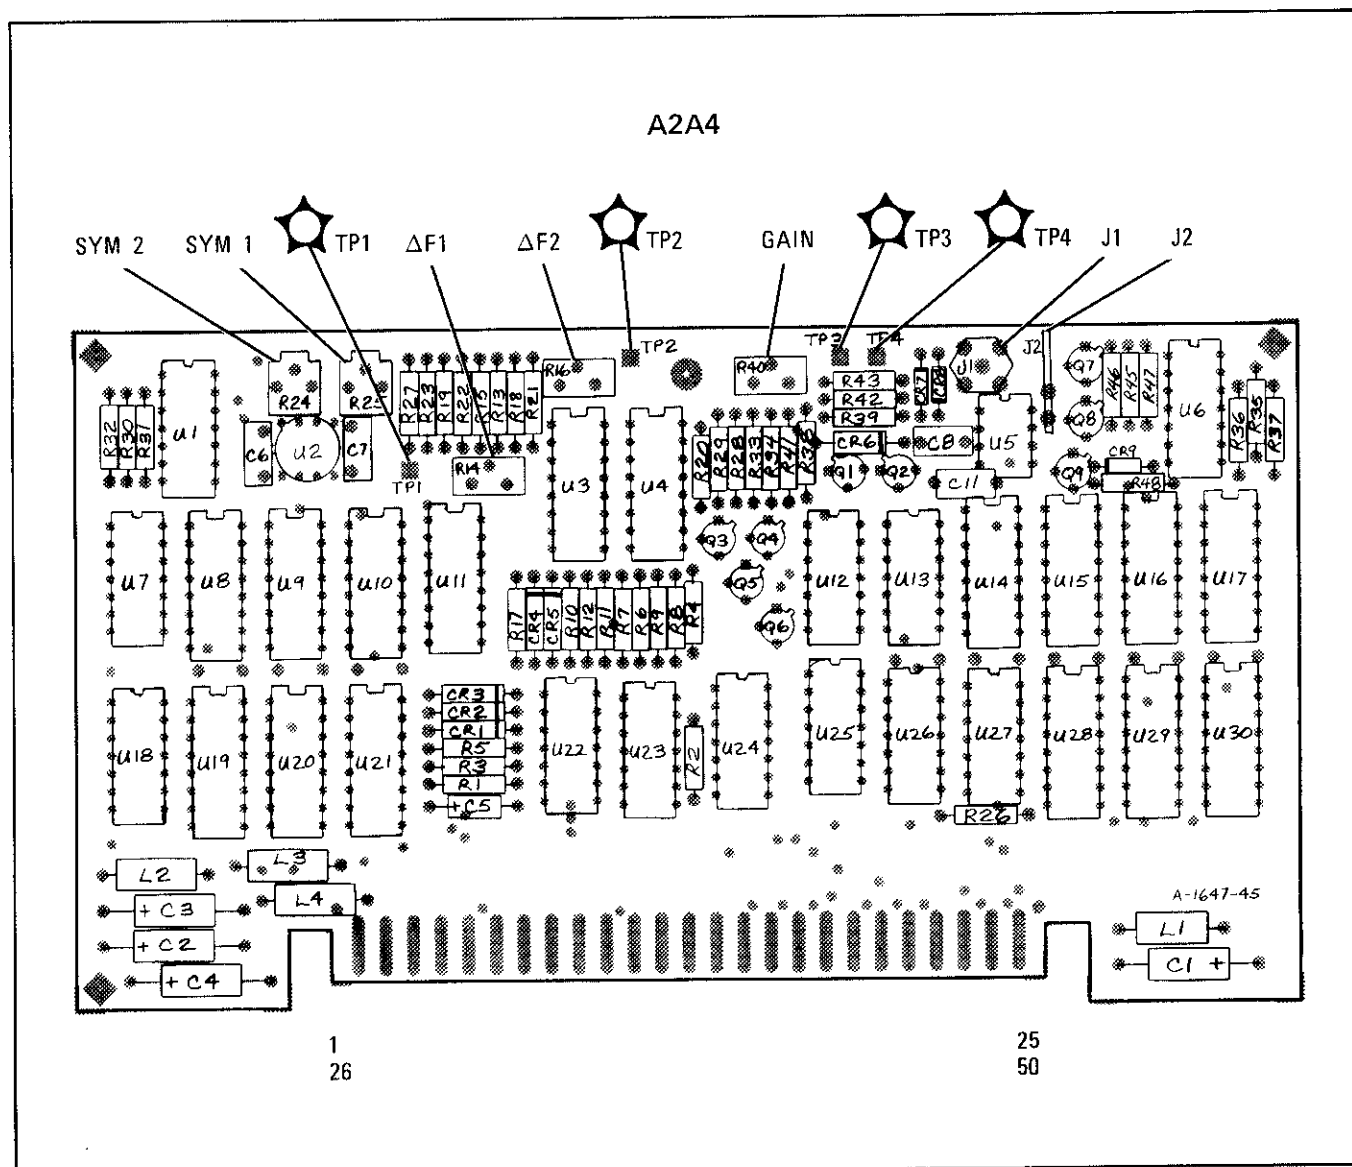 A2A4
SYM 2 SYM 1 TP1 ΔF1 ΔF2 TP2 GAIN TP3 TP4 J1 J2
TP2 TP3 TP4 J2
R24 R25 R16 R40 J1 Q7
R27 R23 R19 R22 R15 R13 R18 R21
R43
R42
R39
CR7 CR8
R46 R45 R47
R32 R30 R31 U1 C6 U2 C7 TP1 R14 U3 U4
R20 R29 R28 R33 R34 R41 R38
CR6 C8 U5 Q8 U6 R36 R35 R37
Q1 Q2 C11 Q9 CR9
R48
U7 U8 U9 U10 U11 Q3 Q4 Q5 U12 U13 U14 U15 U16 U17
R17 CR4 CR5 R10 R12 R11 R7 R6 R9 R8 R4 Q6
CR3
CR2
CR1
R5
R3
R1
+C5
U18 U19 U20 U21 U22 U23 R2 U24 U25 U26 U27 U28 U29 U30
R26
L2 L3
L4
+ C3
+ C2
+ C4
A-1647-45
L1
C1 +
1 25
26 50